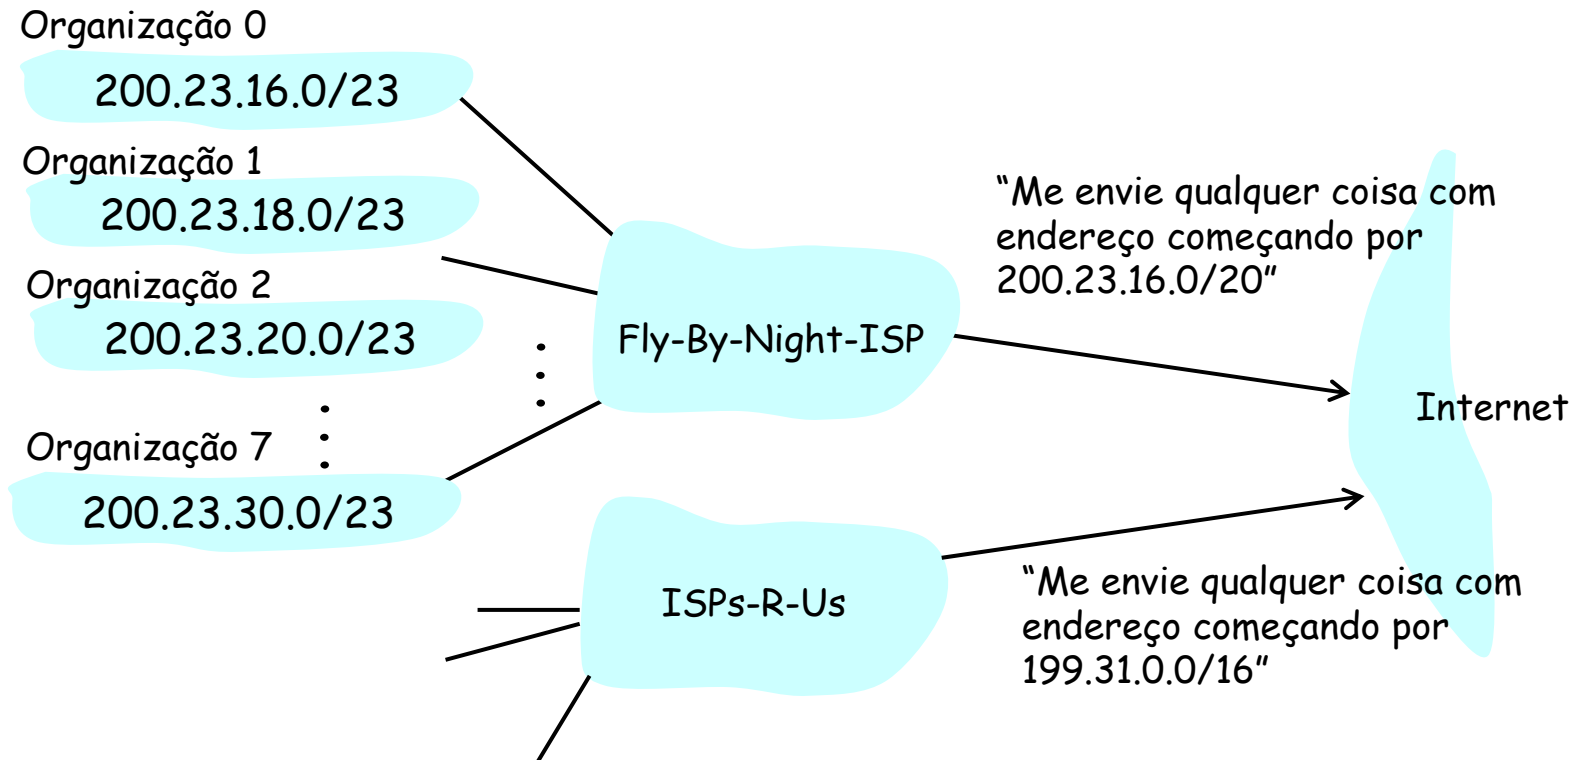 Organização 0
200.23.16.0/23
Organização 1
200.23.18.0/23
Organização 2
200.23.20.0/23
Organização 7
200.23.30.0/23
Fly-By-Night-ISP
“Me envie qualquer coisa com
endereço começando por
200.23.16.0/20”
Internet
ISPs-R-Us
“Me envie qualquer coisa com
endereço começando por
199.31.0.0/16”